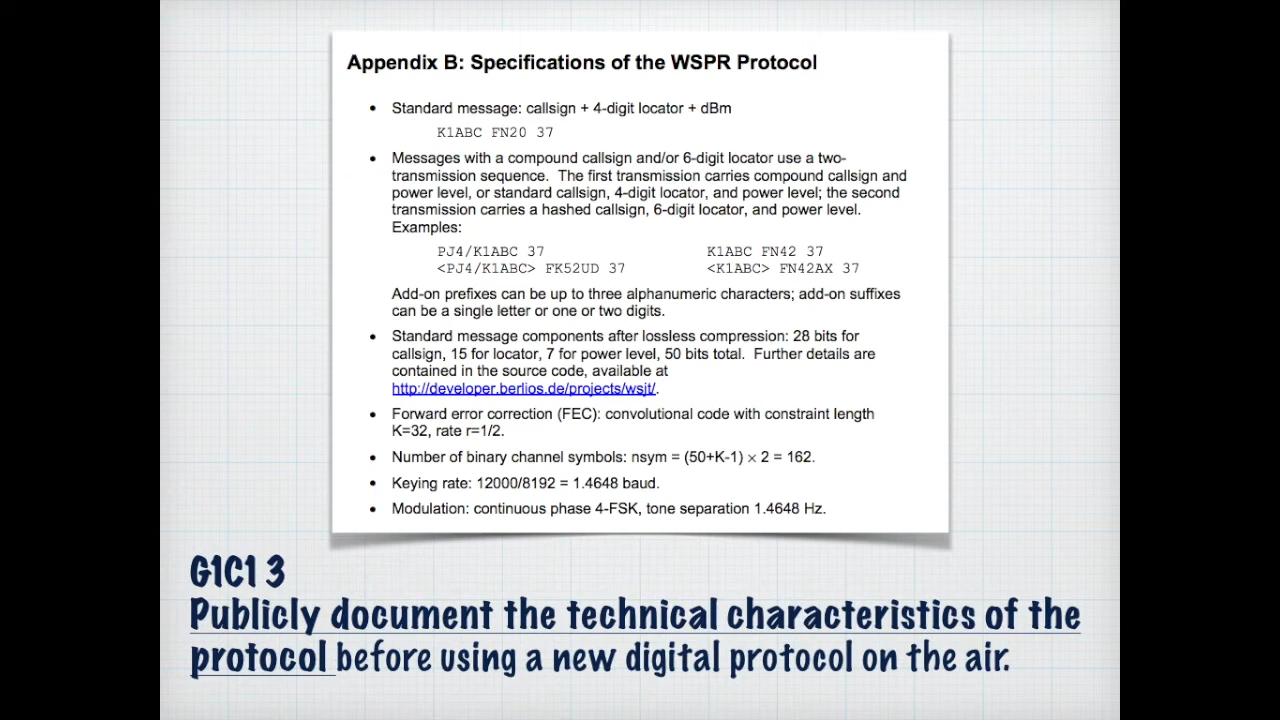 Appendix B: Specifications of the WSPR Protocol
• Standard message: callsign + 4-digit locator + dBm
K1ABC FN20 37
• Messages with a compound callsign and/or 6-digit locator use a two-
transmission sequence. The first transmission carries compound callsign and
power level, or standard callsign, 4-digit locator, and power level; the second
transmission carries a hashed callsign, 6-digit locator, and power level.
Examples:
PJ4/K1ABC 37 K1ABC FN42 37
<PJ4/K1ABC> FK52UD 37 <K1ABC> FN42AX 37
Add-on prefixes can be up to three alphanumeric characters; add-on suffixes
can be a single letter or one or two digits.
• Standard message components after lossless compression: 28 bits for
callsign, 15 for locator, 7 for power level, 50 bits total. Further details are
contained in the source code, available at
http://developer.berlios.de/projects/wsjt/.
• Forward error correction (FEC): convolutional code with constraint length
K=32, rate r=1/2.
• Number of binary channel symbols: nsym = (50+K-1) × 2 = 162.
• Keying rate: 12000/8192 = 1.4648 baud.
• Modulation: continuous phase 4-FSK, tone separation 1.4648 Hz.
G1C1 3
Publicly document the technical characteristics of the
protocol before using a new digital protocol on the air.